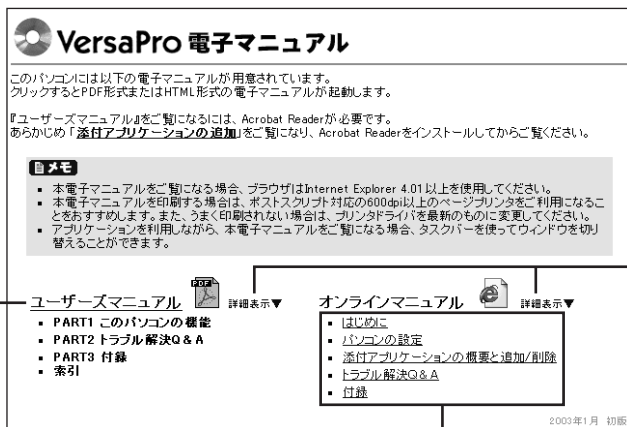 VersaPro 電子マニュアル
このパソコンには以下の電子マニュアルが用意されています。
クリックするとPDF形式またはHTML形式の電子マニュアルが起動します。
『ユーザーズマニュアル』をご覧になるには、Acrobat Readerが必要です。
あらかじめ「添付アプリケーションの追加」をご覧になり、Acrobat Readerをインストールしてからご覧ください。
メモ
▪ 本電子マニュアルをご覧になる場合、ブラウザはInternet Explorer 4.01以上を使用してください。
▪ 本電子マニュアルを印刷する場合は、ポストスクリプト対応の600dpi以上のページプリンタをご利用になるこ
とをおすすめします。また、うまく印刷されない場合は、プリンタドライバを最新のものに変更してください。
▪ アプリケーションを利用しながら、本電子マニュアルをご覧になる場合、タスクバーを使ってウィンドウを切り
替えることができます。
ユーザーズマニュアル PDF 詳細表示▼
▪ PART1 このパソコンの機能
▪ PART2 トラブル解決Q&A
▪ PART3 付録
▪ 索引
オンラインマニュアル 詳細表示▼
▪ はじめに
▪ パソコンの設定
▪ 添付アプリケーションの概要と追加/削除
▪ トラブル解決Q&A
▪ 付録
2003年1月 初版